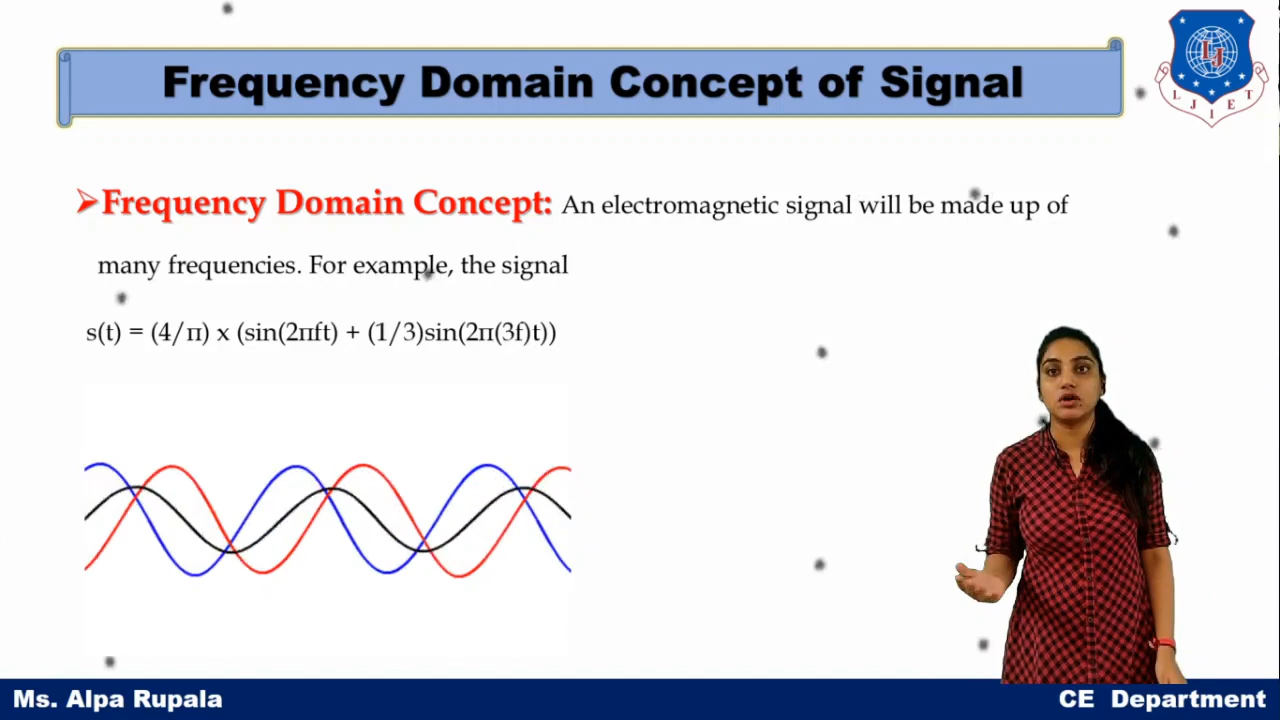 Frequency Domain Concept of Signal
LJ
L J I E T
➢Frequency Domain Concept: An electromagnetic signal will be made up of
many frequencies. For example, the signal
s(t) = (4/π) x (sin(2πft) + (1/3)sin(2π(3f)t))
Ms. Alpa Rupala
CE Department